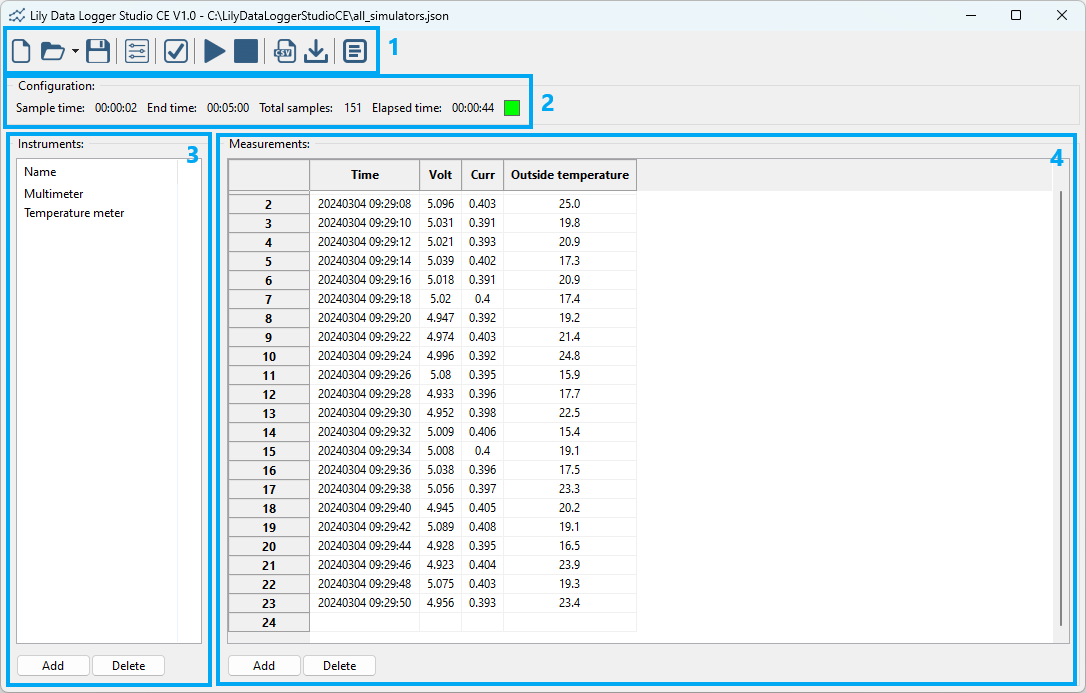 Lily Data Logger Studio CE V1.0 - C:\LilyDataLoggerStudioCE\all_simulators.json
CSV
1
Configuration:
Sample time: 00:00:02 End time: 00:05:00 Total samples: 151 Elapsed time: 00:00:44
2
Instruments:
3
Name
Multimeter
Temperature meter
Add Delete
Measurements:
4
Time Volt Curr Outside temperature
2 20240304 09:29:08 5.096 0.403 25.0
3 20240304 09:29:10 5.031 0.391 19.8
4 20240304 09:29:12 5.021 0.393 20.9
5 20240304 09:29:14 5.039 0.402 17.3
6 20240304 09:29:16 5.018 0.391 20.9
7 20240304 09:29:18 5.02 0.4 17.4
8 20240304 09:29:20 4.947 0.392 19.2
9 20240304 09:29:22 4.974 0.403 21.4
10 20240304 09:29:24 4.996 0.392 24.8
11 20240304 09:29:26 5.08 0.395 15.9
12 20240304 09:29:28 4.933 0.396 17.7
13 20240304 09:29:30 4.952 0.398 22.5
14 20240304 09:29:32 5.009 0.406 15.4
15 20240304 09:29:34 5.008 0.4 19.1
16 20240304 09:29:36 5.038 0.396 17.5
17 20240304 09:29:38 5.056 0.397 23.3
18 20240304 09:29:40 4.945 0.405 20.2
19 20240304 09:29:42 5.089 0.408 19.1
20 20240304 09:29:44 4.928 0.395 16.5
21 20240304 09:29:46 4.923 0.404 23.9
22 20240304 09:29:48 5.075 0.403 19.3
23 20240304 09:29:50 4.956 0.393 23.4
24
Add Delete